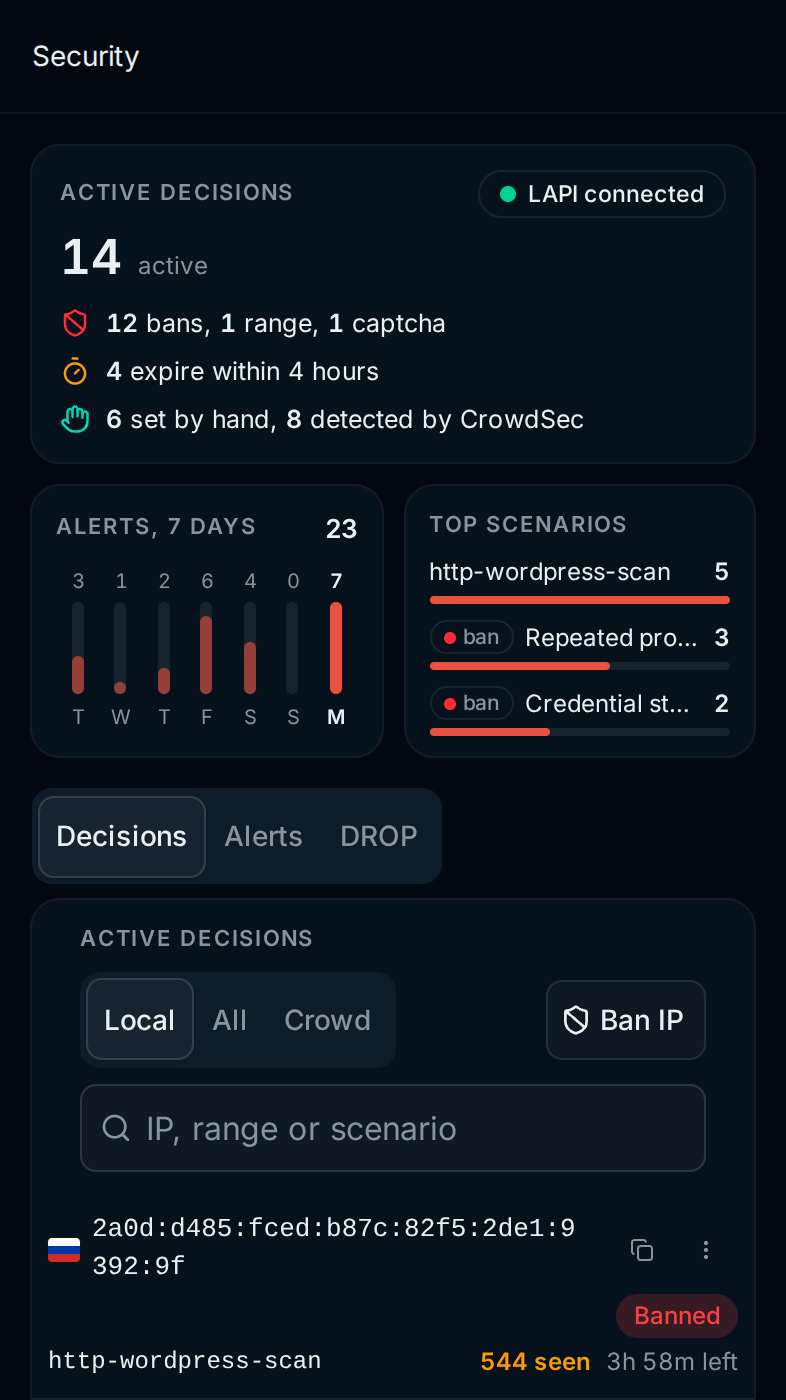 Security
ACTIVE DECISIONS
LAPI connected
14 active
12 bans, 1 range, 1 captcha
4 expire within 4 hours
6 set by hand, 8 detected by CrowdSec
ALERTS, 7 DAYS 23
3 1 2 6 4 0 7
T W T F S S M
TOP SCENARIOS
http-wordpress-scan 5
ban Repeated pro... 3
ban Credential st... 2
Decisions Alerts DROP
ACTIVE DECISIONS
Local All Crowd
Ban IP
IP, range or scenario
2a0d:d485:fced:b87c:82f5:2de1:9
392:9f
Banned
http-wordpress-scan 544 seen 3h 58m left